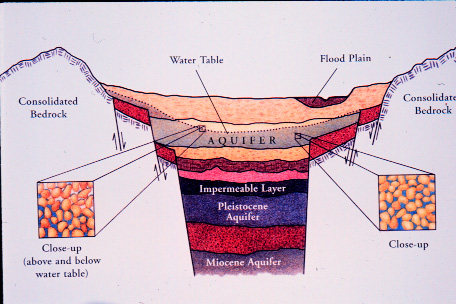 Water Table
Flood Plain
Consolidated
Bedrock
Consolidate
Bedrock
AQUIFER
Impermeable Layer
Pleistocene
Aquifer
Miocene Aquifer
Close-up
(above and below
water table)
Close-up